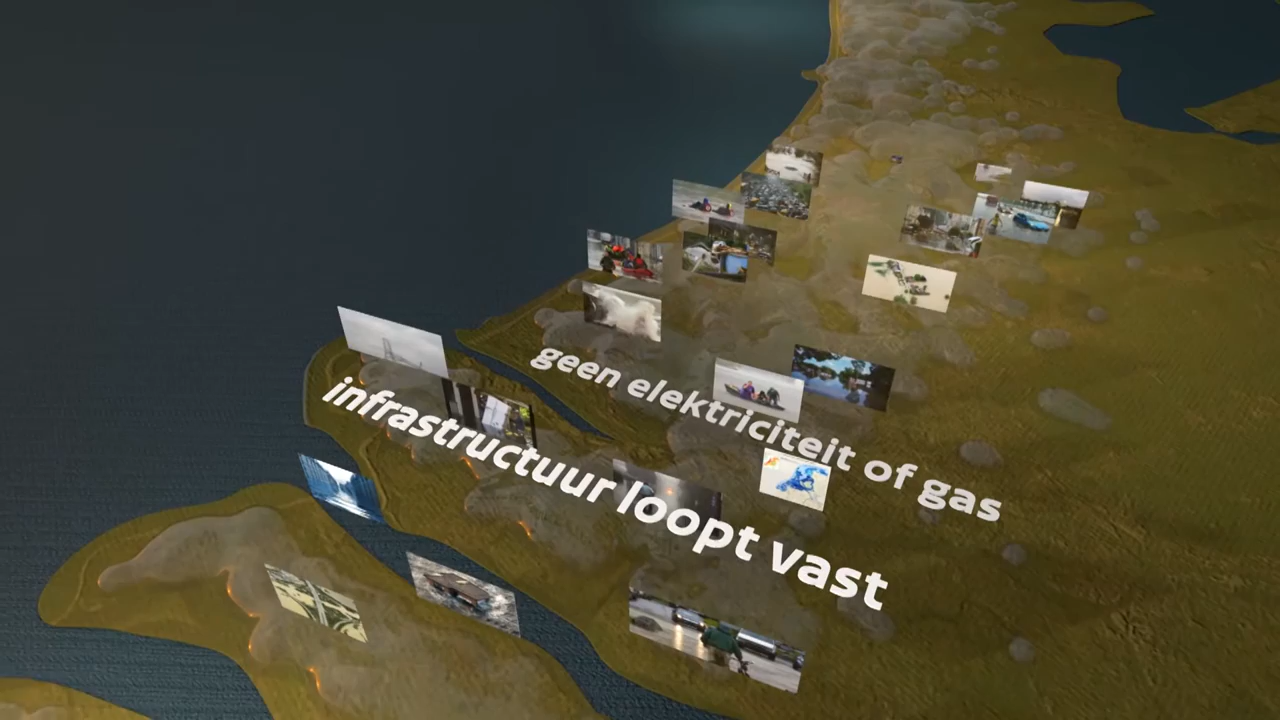 geen elektriciteit of gas
infrastructuur loopt vast